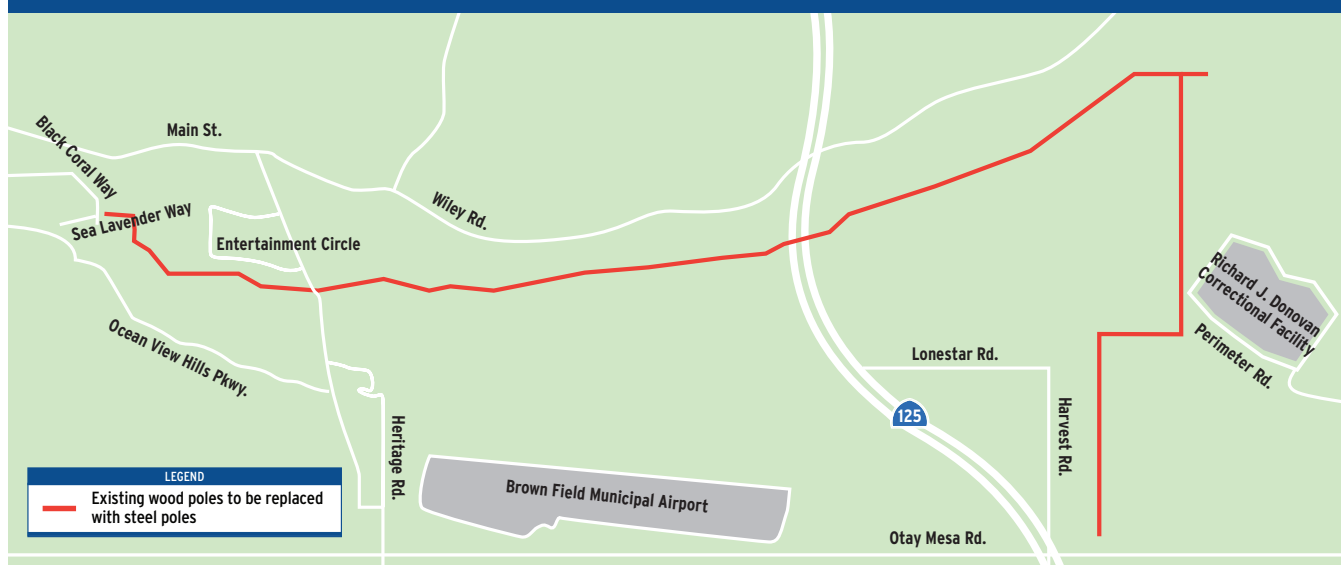 Black Coral Way
Main St.
Sea Lavender Way
Entertainment Circle
Wiley Rd.
Ocean View Hills Pkwy.
Richard J. Donovan
Correctional Facility
Perimeter Rd.
Lonestar Rd.
125
Harvest Rd.
Heritage Rd.
Brown Field Municipal Airport
Otay Mesa Rd.
LEGEND
Existing wood poles to be replaced
with steel poles